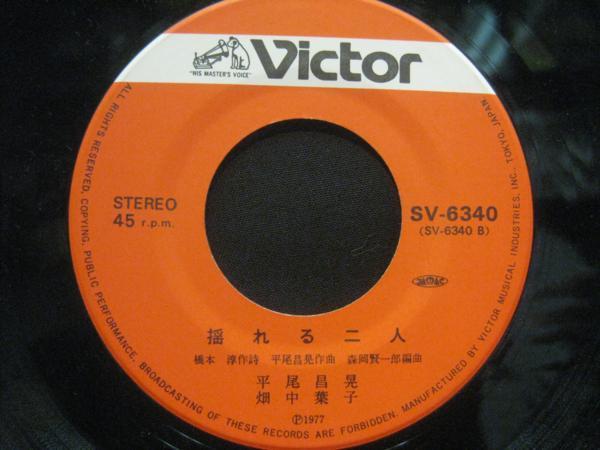 "HIS MASTER'S VOICE"
Victor
STEREO
45 r.p.m.
SV-6340
(SV-6340 B)
JASRAC
揺れる二人
橋本 淳作詩 平尾昌晃作曲 森岡賢一郎編曲
平尾昌晃
畑中葉子
Ⓟ1977
ALL RIGHTS RESERVED. COPYING, PUBLIC PERFORMANCE, BROADCASTING OF THESE RECORDS ARE FORBIDDEN. MANUFACTURED BY VICTOR MUSICAL INDUSTRIES, INC., TOKYO, JAPAN